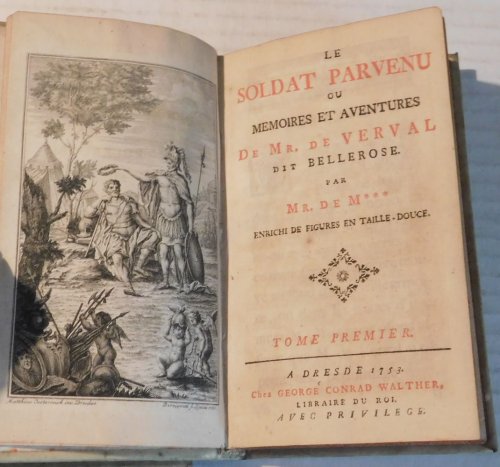 LE
SOLDAT PARVENU
OU
MEMOIRES ET AVENTURES
DE MR. DE VERVAL
DIT BELLEROSE.
PAR
MR. DE M***
ENRICHI DE FIGURES EN TAILLE-DOUCE.
TOME PREMIER.
A DRESDE 1753.
Chez GEORGE CONRAD WALTHER,
LIBRAIRE DU ROI.
AVEC PRIVILEGE.